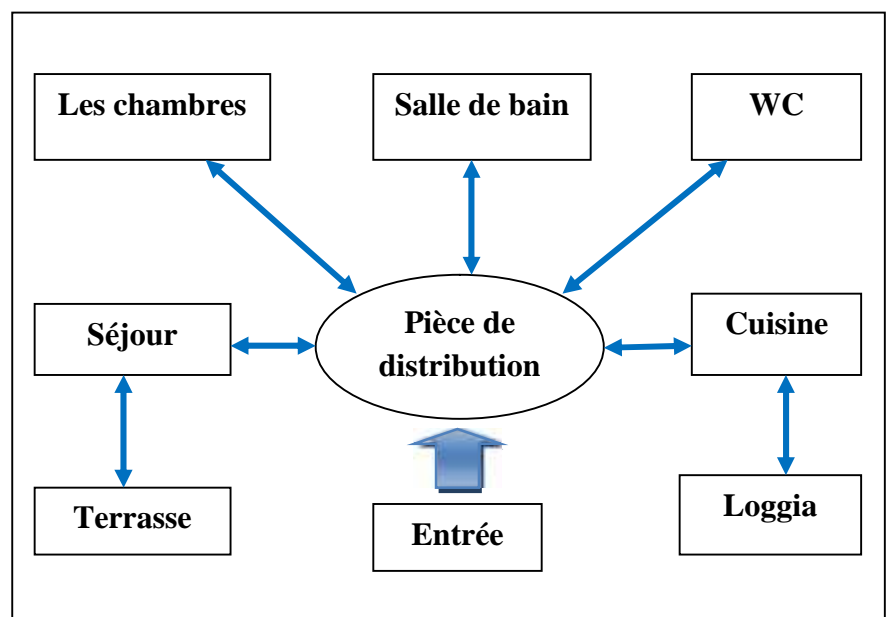 Les chambres
Salle de bain
WC
Séjour
Pièce de
distribution
Cuisine
Terrasse
Entrée
Loggia